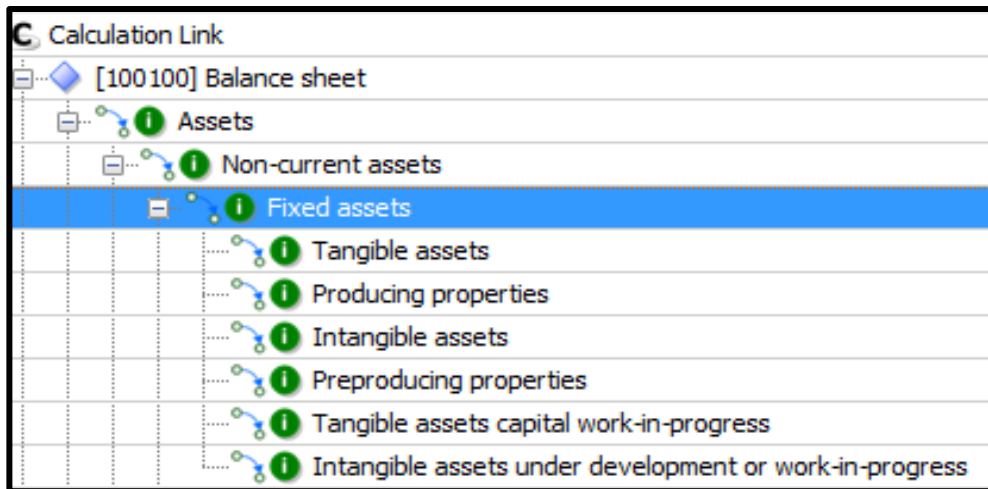 C Calculation Link
[100100] Balance sheet
Assets
Non-current assets
Fixed assets
Tangible assets
Producing properties
Intangible assets
Preproducing properties
Tangible assets capital work-in-progress
Intangible assets under development or work-in-progress